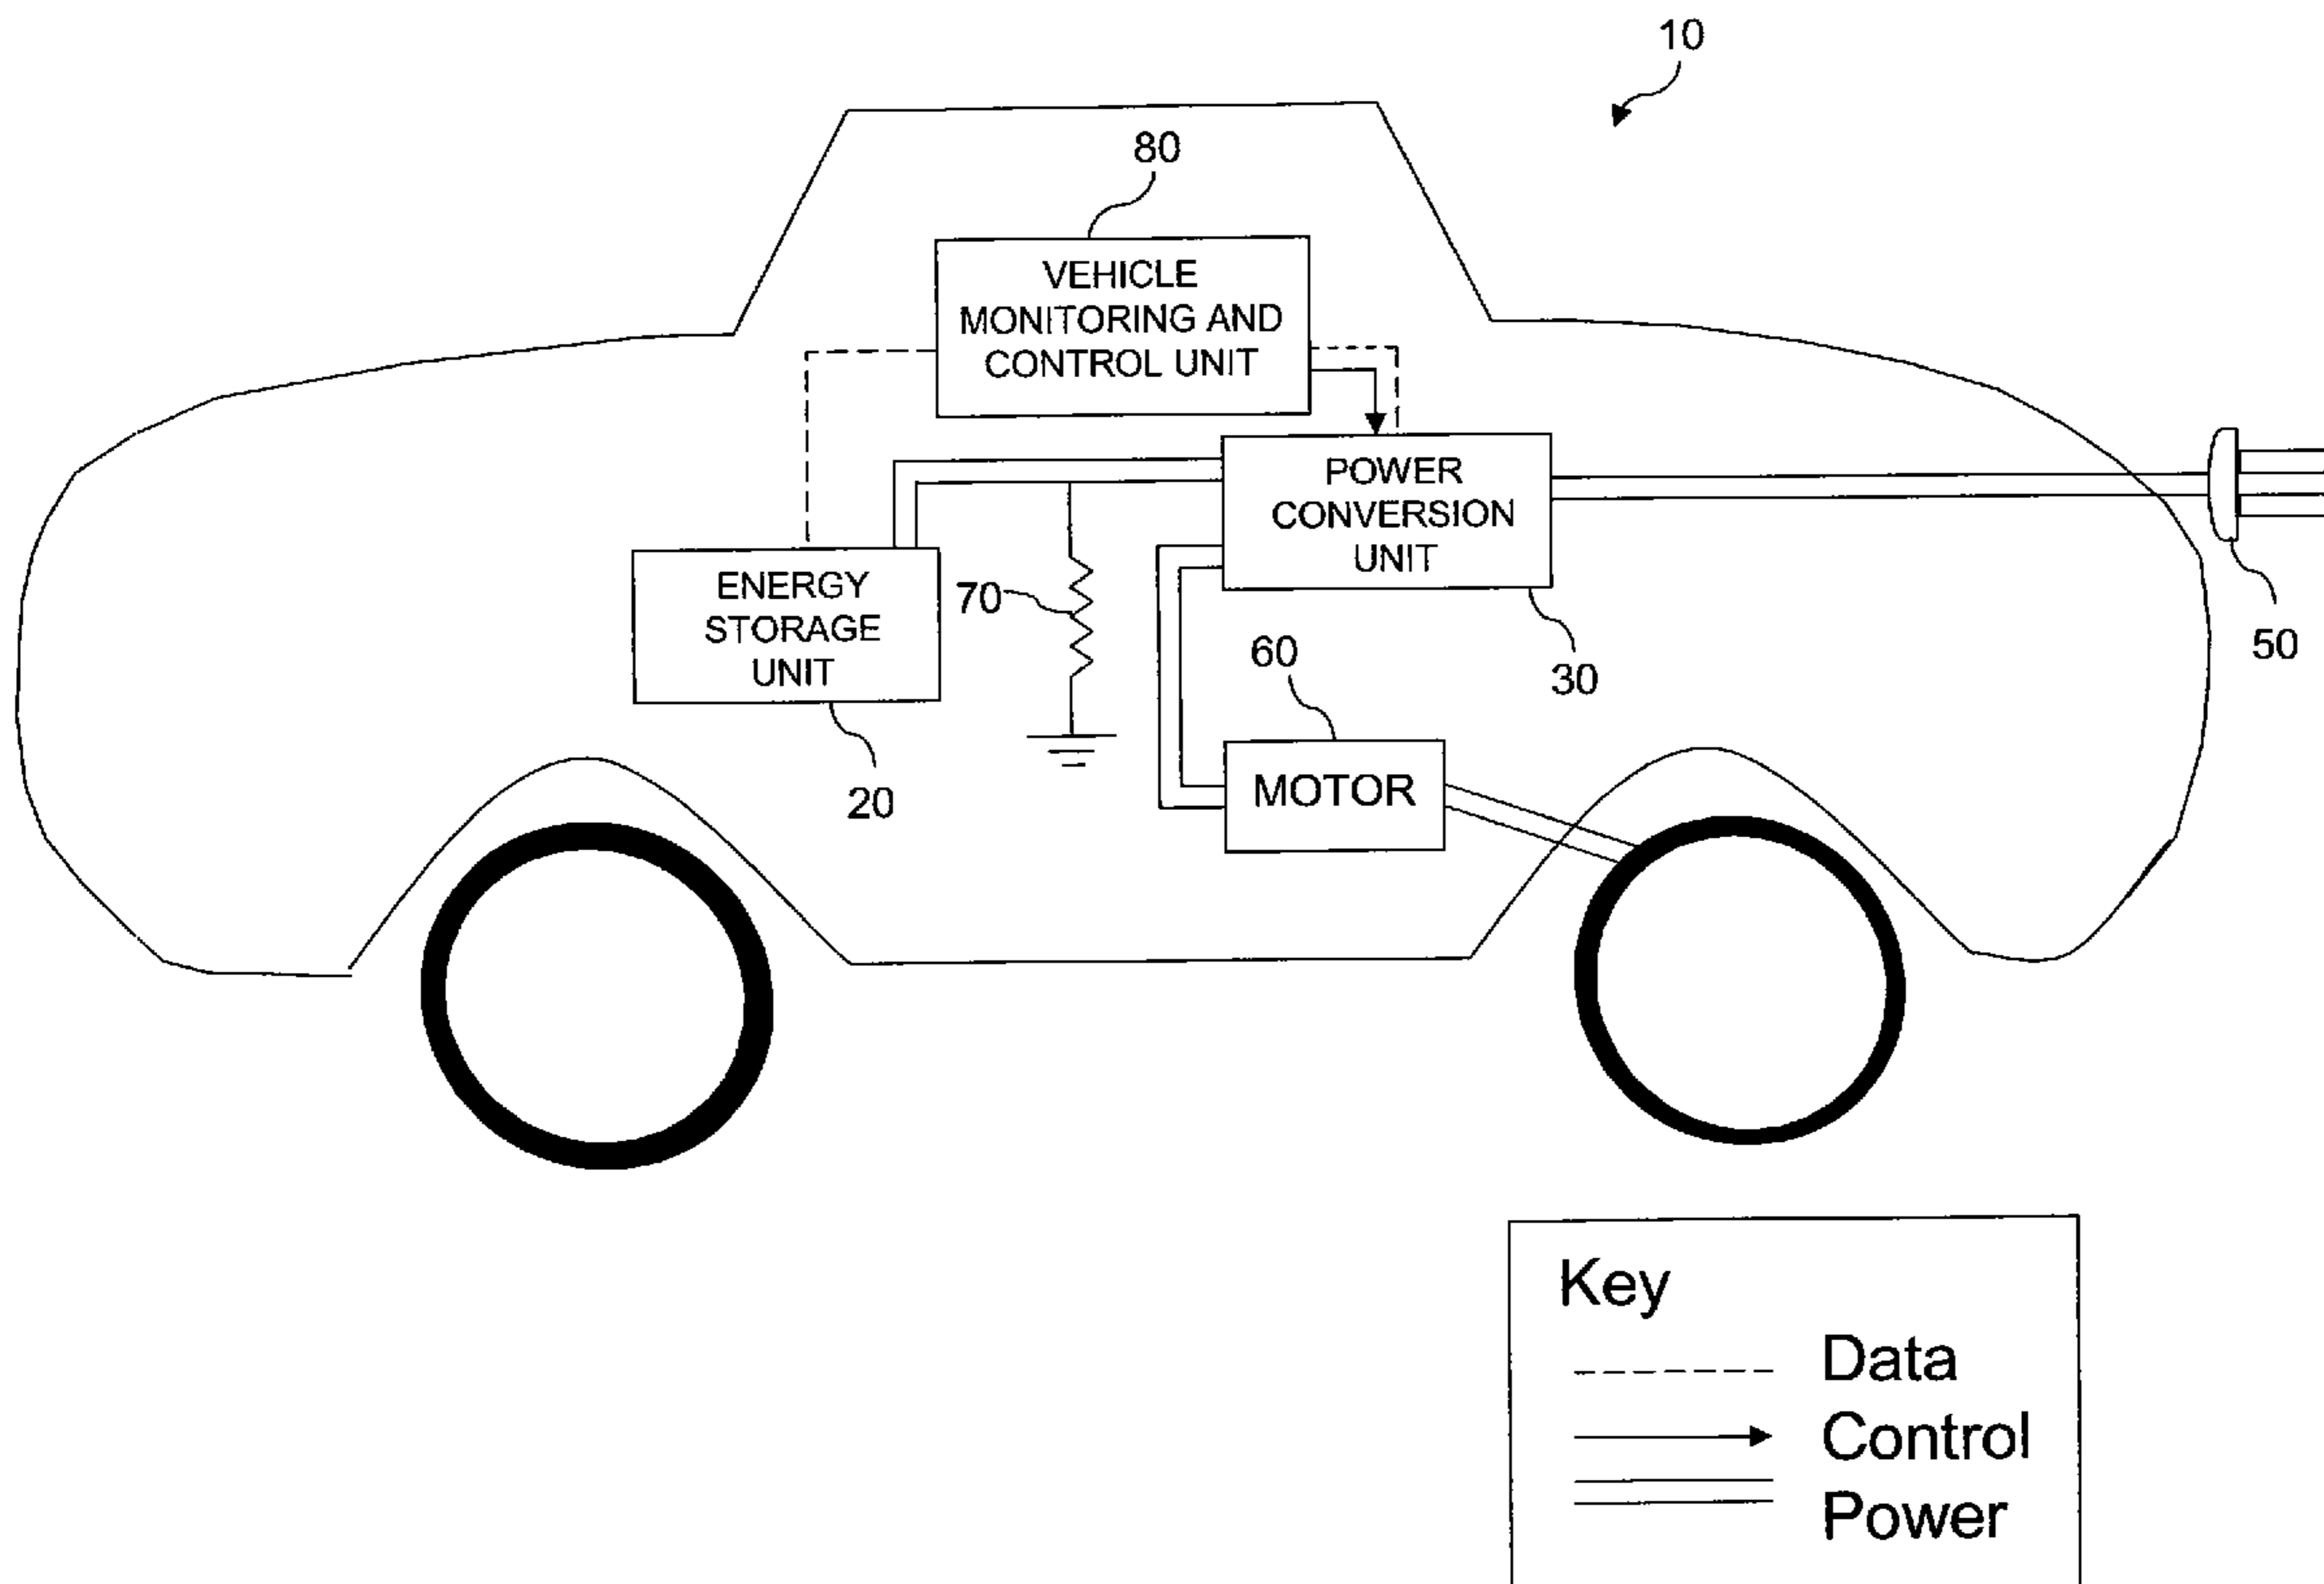 10
80
VEHICLE
MONITORING AND
CONTROL UNIT
POWER
CONVERSION
UNIT
ENERGY
STORAGE
UNIT
70
60
30
50
MOTOR
20
Key
Data
Control
Power